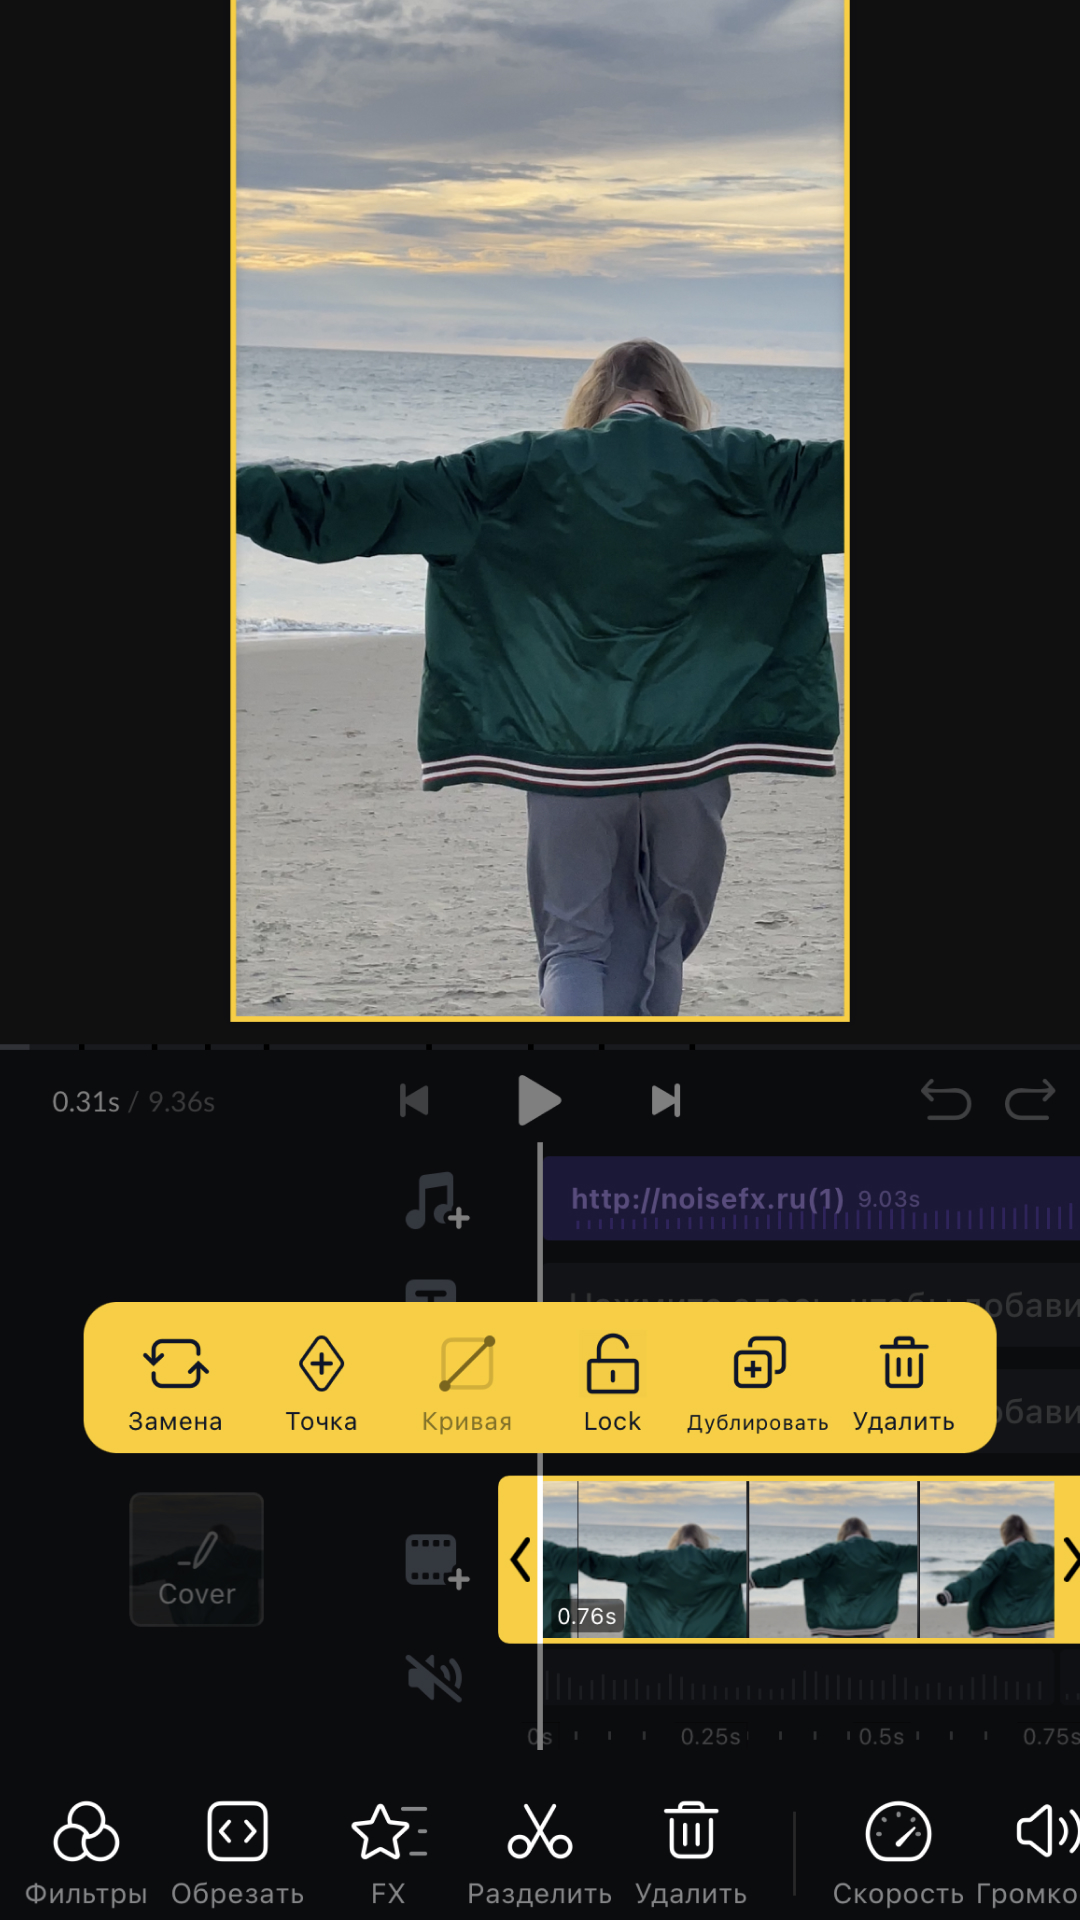 0.31s / 9.36s
http://noisefx.ru(1) 9.03s
Нажмите здесь, чтобы добави
обави
Замена
Точка
Кривая
Lock
Дублировать
Удалить
Cover
0.76s
0s 0.25s 0.5s 0.75s
Фильтры
Обрезать
FX
Разделить
Удалить
Скорость
Громко